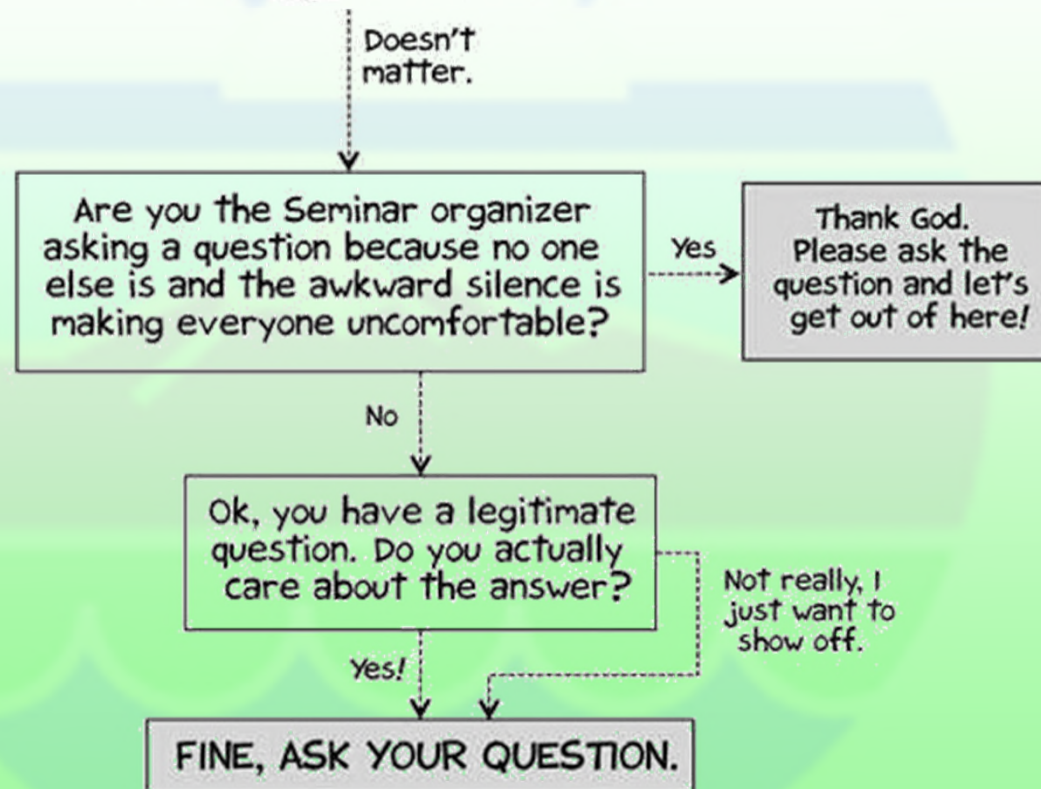 Doesn't
matter.
Are you the Seminar organizer
asking a question because no one
else is and the awkward silence is
making everyone uncomfortable?
Yes
Thank God.
Please ask the
question and let's
get out of here!
No
Ok, you have a legitimate
question. Do you actually
care about the answer?
Not really, I
just want to
show off.
Yes!
FINE, ASK YOUR QUESTION.